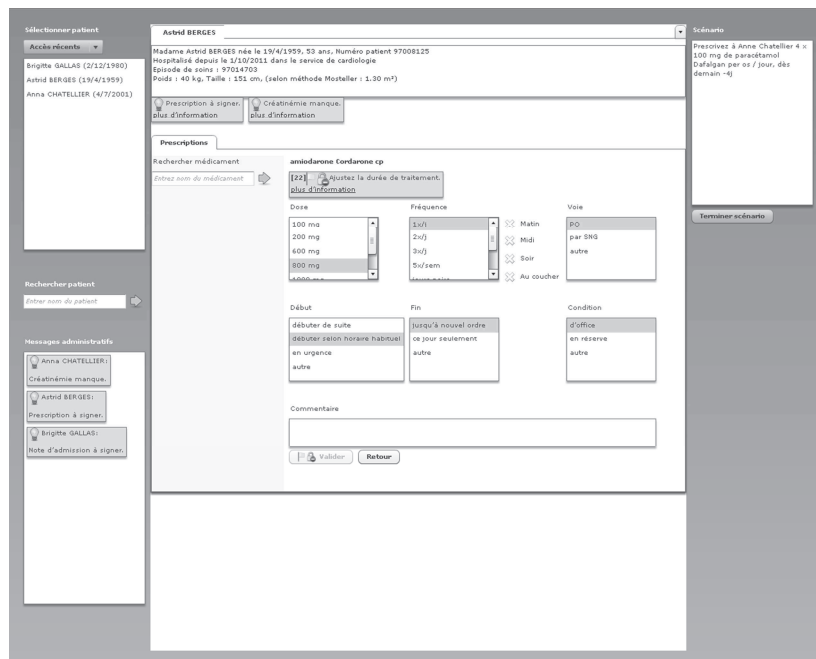 Sélectionner patient
Accès récents
Brigitte GALLAS (2/12/1980)
Astrid BERGES (19/4/1959)
Anna CHATELLIER (4/7/2001)
Rechercher patient
Entrer nom du patient
Messages administratifs
Anna CHATELLIER:
Créatinémie manque.
Astrid BERGES:
Prescription à signer.
Brigitte GALLAS:
Note d'admission à signer.
Astrid BERGES
Madame Astrid BERGES née le 19/4/1959, 53 ans, Numéro patient 97008125
Hospitalisé depuis le 1/10/2011 dans le service de cardiologie
Episode de soins : 97014703
Poids : 40 kg, Taille : 151 cm, (selon méthode Mosteller : 1.30 m²)
Prescription à signer.
plus d'information
Créatinémie manque.
plus d'information
Prescriptions
Rechercher médicament
Entrez nom du médicament
amiodarone Cordarone cp
[22] Ajustez la durée de traitement.
plus d'information
Dose
100 mg
200 mg
600 mg
800 mg
1000 mg
Fréquence
1x/j
2x/j
3x/j
5x/sem
jours pairs
Matin
Midi
Soir
Au coucher
Voie
PO
par SNG
autre
Début
débuter de suite
débuter selon horaire habituel
en urgence
autre
Fin
jusqu'à nouvel ordre
ce jour seulement
autre
Condition
d'office
en réserve
autre
Commentaire
Valider
Retour
Scénario
Prescrivez à Anne Chatellier 4 x
100 mg de paracétamol
Dafalgan per os / jour, dès
demain -4j
Terminer scénario